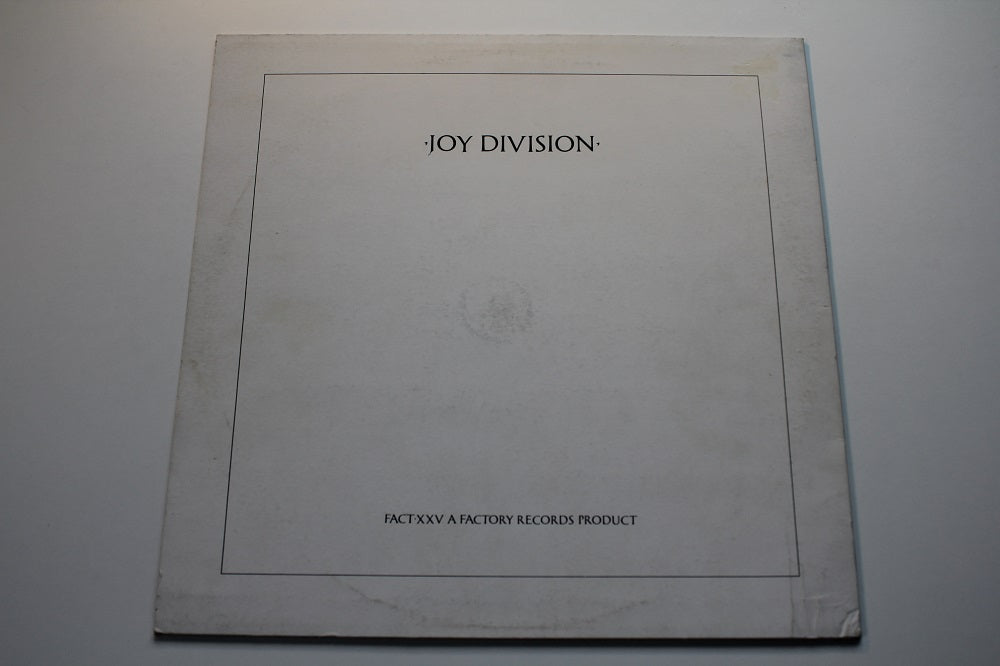 ·JOY DIVISION·
FACT·XXV A FACTORY RECORDS PRODUCT